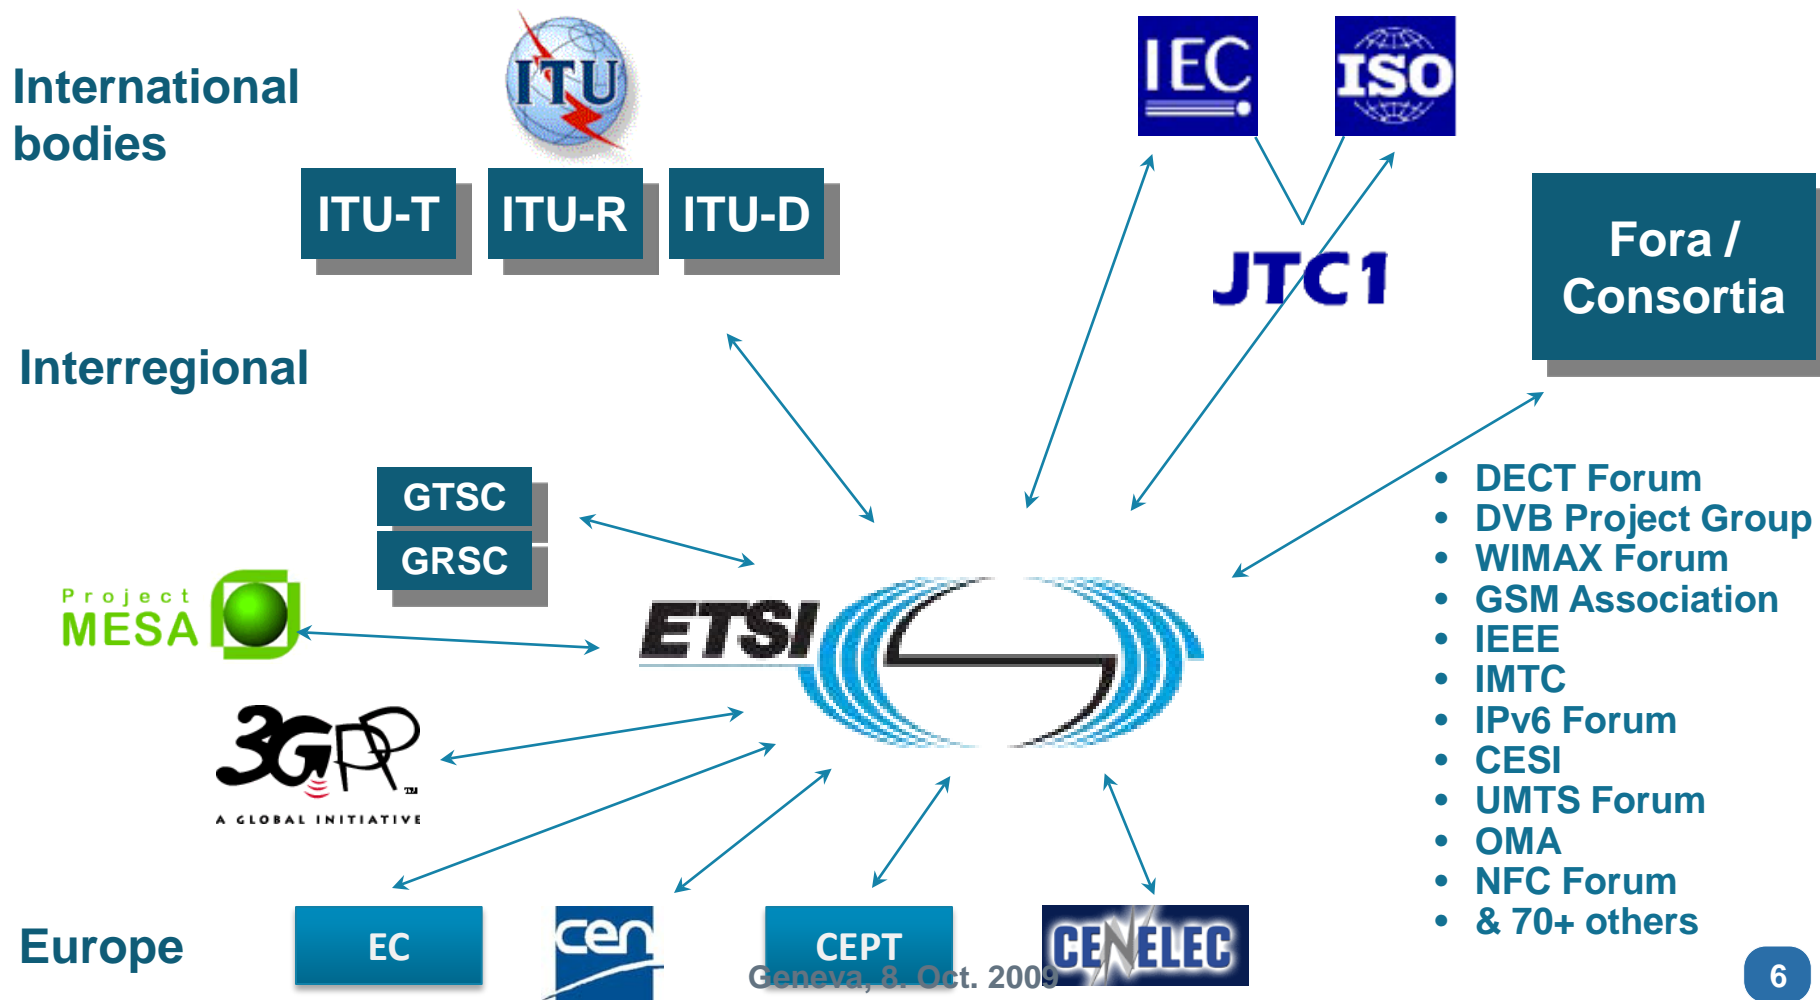 International
bodies
ITU
ITU-T
ITU-R
ITU-D
IEC
ISO
JTC1
Fora /
Consortia
Interregional
GTSC
GRSC
Project
MESA
ETSI
3GPP
TM
A GLOBAL INITIATIVE
• DECT Forum
• DVB Project Group
• WIMAX Forum
• GSM Association
• IEEE
• IMTC
• IPv6 Forum
• CESI
• UMTS Forum
• OMA
• NFC Forum
• & 70+ others
Europe
EC
cen
CEPT
CENELEC
Geneva, 8. Oct. 2009
6